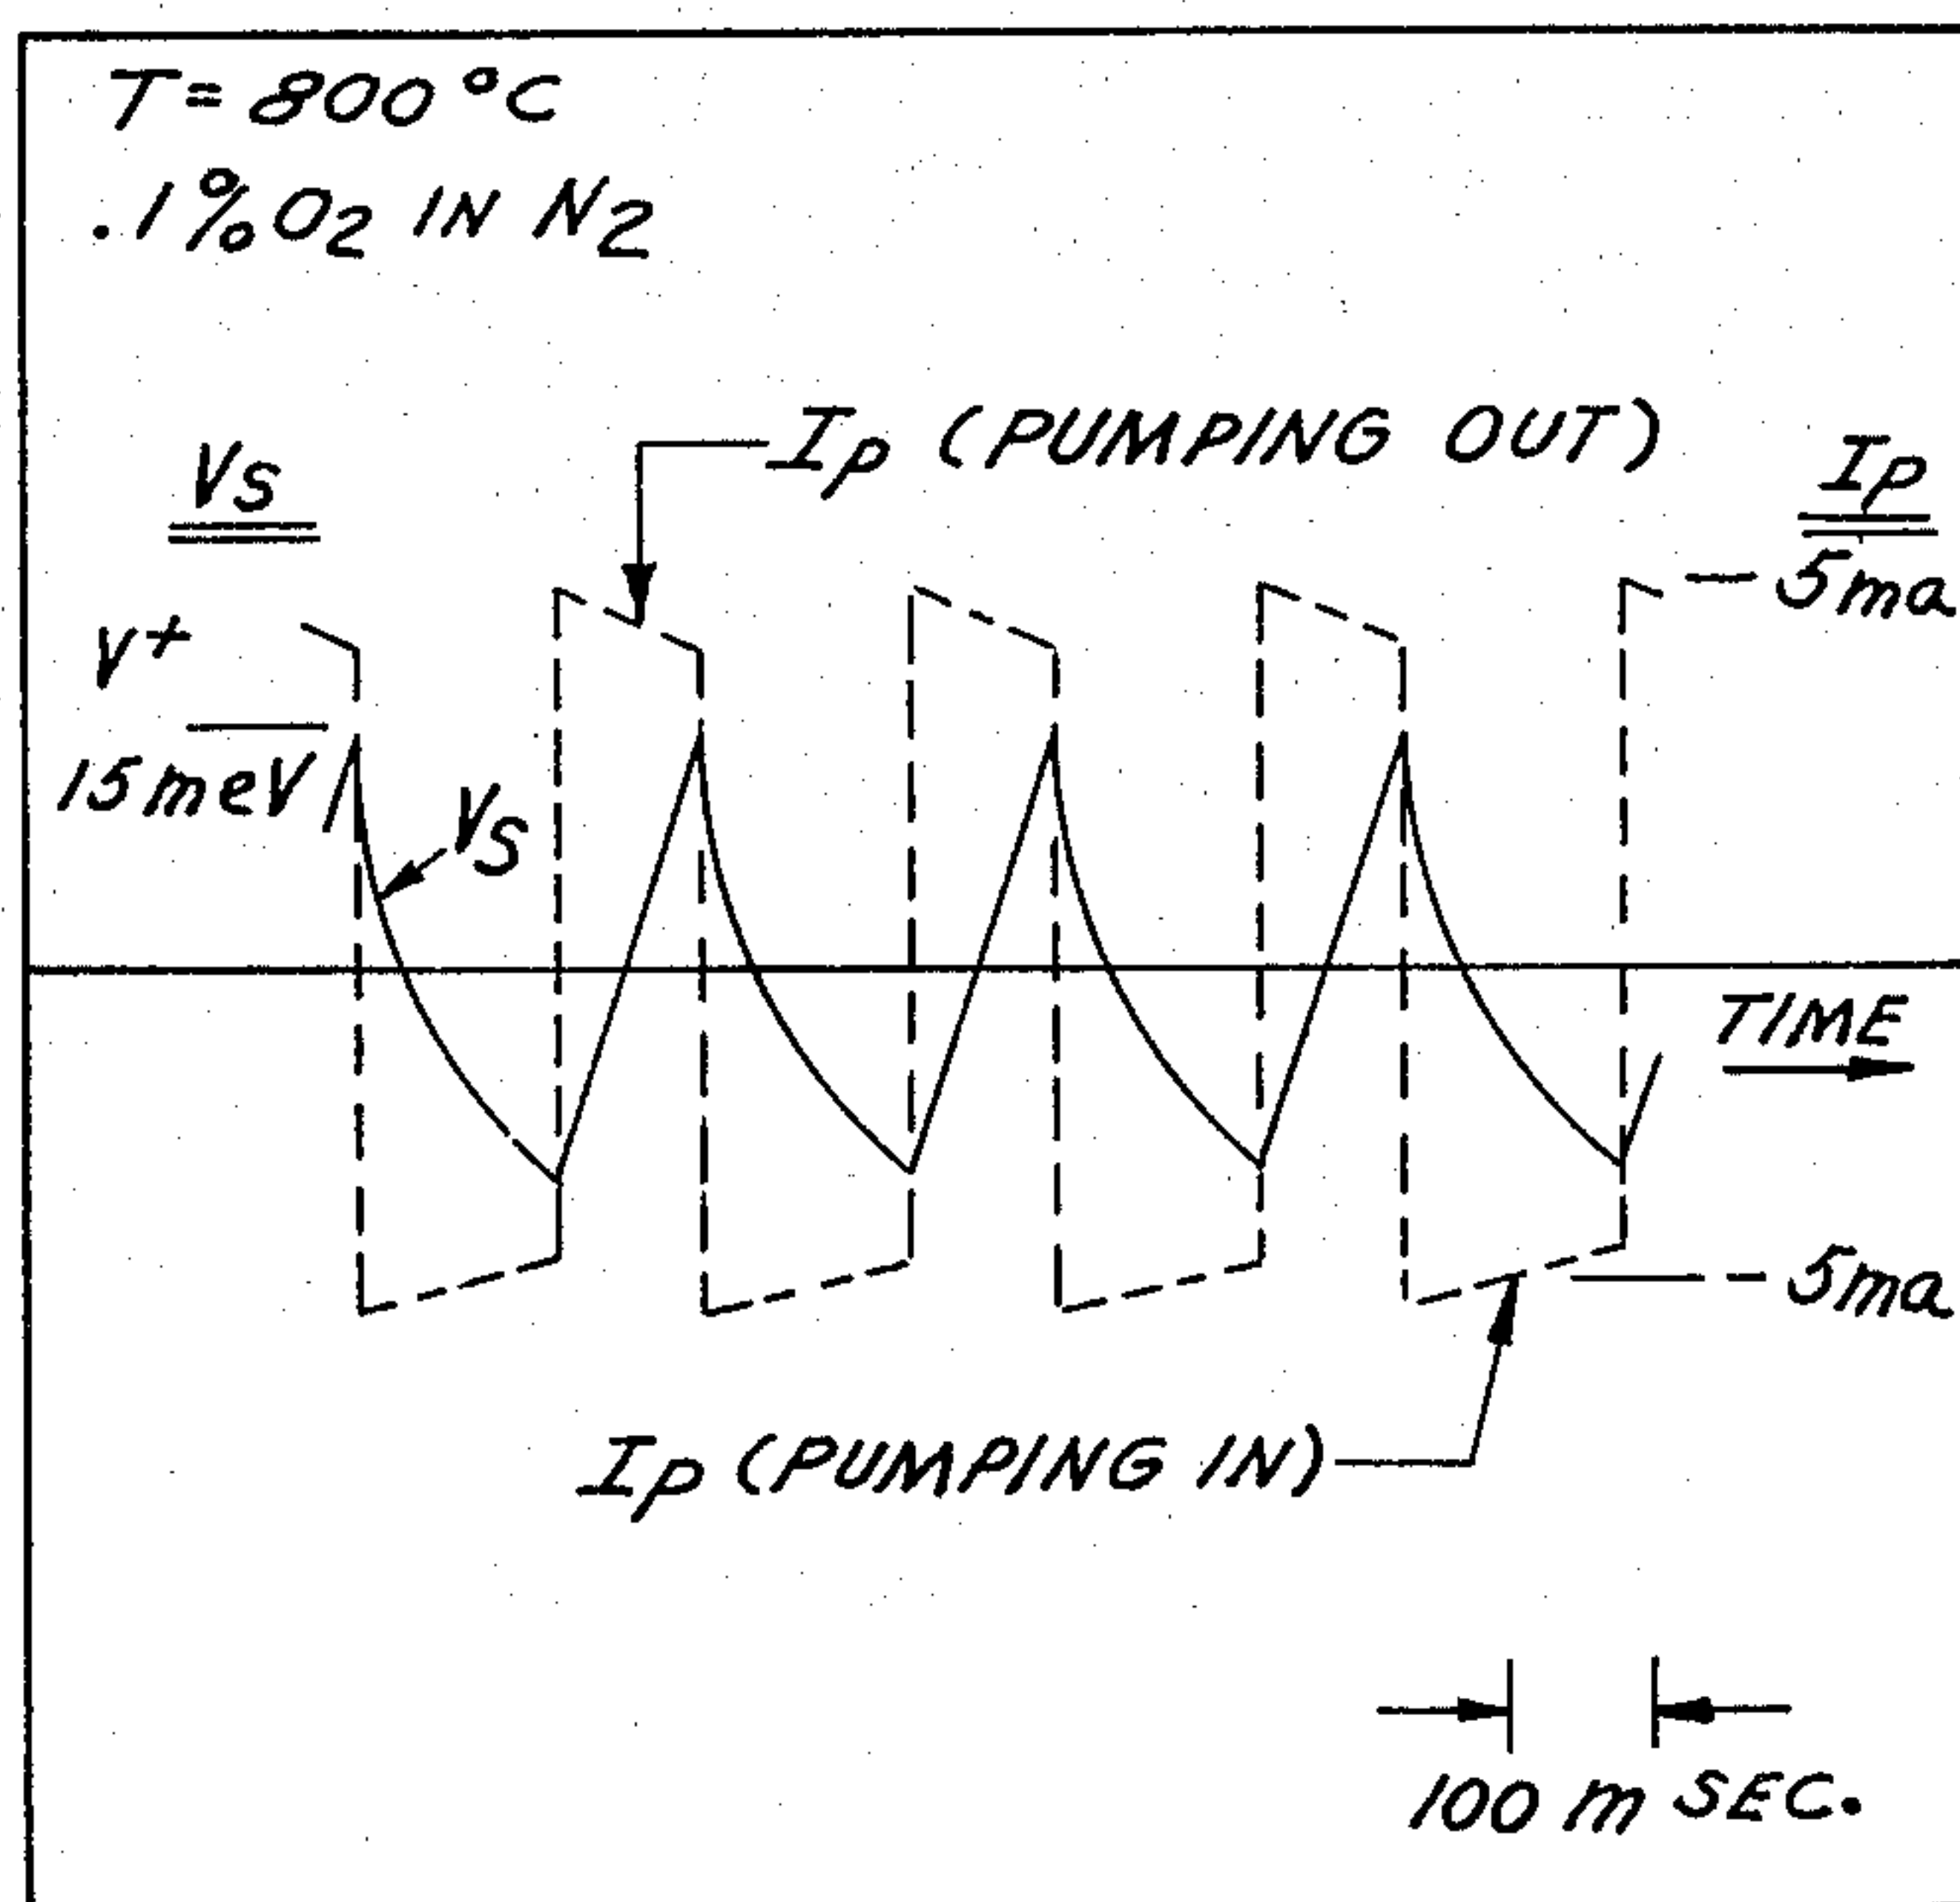 T = 800 °C
.1% O2 IN N2
Ip (PUMPING OUT)
Vs
Ip
5ma
V+
15meV
Vs
TIME
5ma
Ip (PUMPING IN)
100 m SEC.